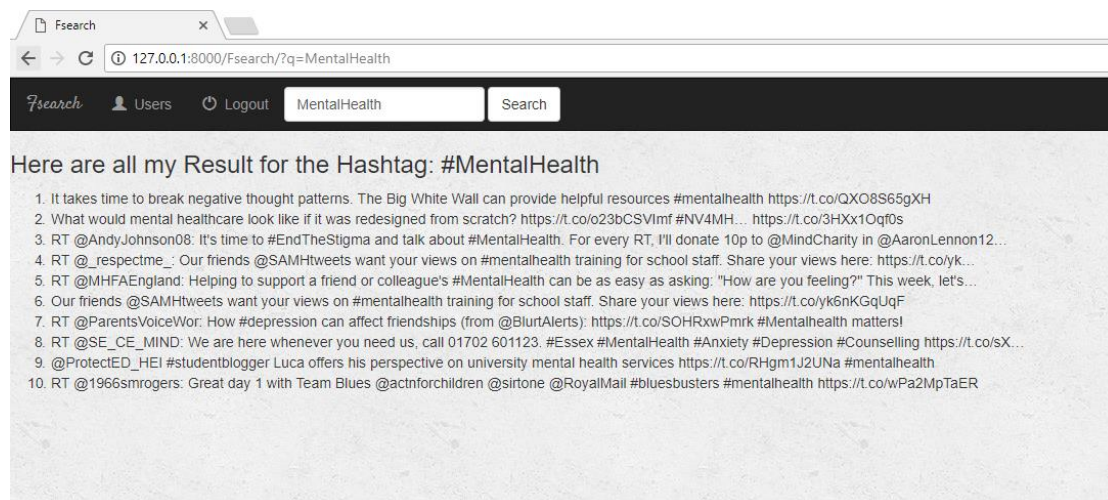 Fsearch
127.0.0.1:8000/Fsearch/?q=MentalHealth
Fsearch Users Logout MentalHealth Search
Here are all my Result for the Hashtag: #MentalHealth
1. It takes time to break negative thought patterns. The Big White Wall can provide helpful resources #mentalhealth https://t.co/QXO8S65gXH
2. What would mental healthcare look like if it was redesigned from scratch? https://t.co/o23bCSVImf #NV4MH… https://t.co/3HXx1Oqf0s
3. RT @AndyJohnson08: It's time to #EndTheStigma and talk about #MentalHealth. For every RT, I'll donate 10p to @MindCharity in @AaronLennon12…
4. RT @_respectme_: Our friends @SAMHtweets want your views on #mentalhealth training for school staff. Share your views here: https://t.co/yk…
5. RT @MHFAEngland: Helping to support a friend or colleague's #MentalHealth can be as easy as asking: "How are you feeling?" This week, let's…
6. Our friends @SAMHtweets want your views on #mentalhealth training for school staff. Share your views here: https://t.co/yk6nKGqUqF
7. RT @ParentsVoiceWor: How #depression can affect friendships (from @BlurtAlerts): https://t.co/SOHRxwPmrk #Mentalhealth matters!
8. RT @SE_CE_MIND: We are here whenever you need us, call 01702 601123. #Essex #MentalHealth #Anxiety #Depression #Counselling https://t.co/sX…
9. @ProtectED_HEI #studentblogger Luca offers his perspective on university mental health services https://t.co/RHgm1J2UNa #mentalhealth
10. RT @1966smrogers: Great day 1 with Team Blues @actnforchildren @sirtone @RoyalMail #bluesbusters #mentalhealth https://t.co/wPa2MpTaER